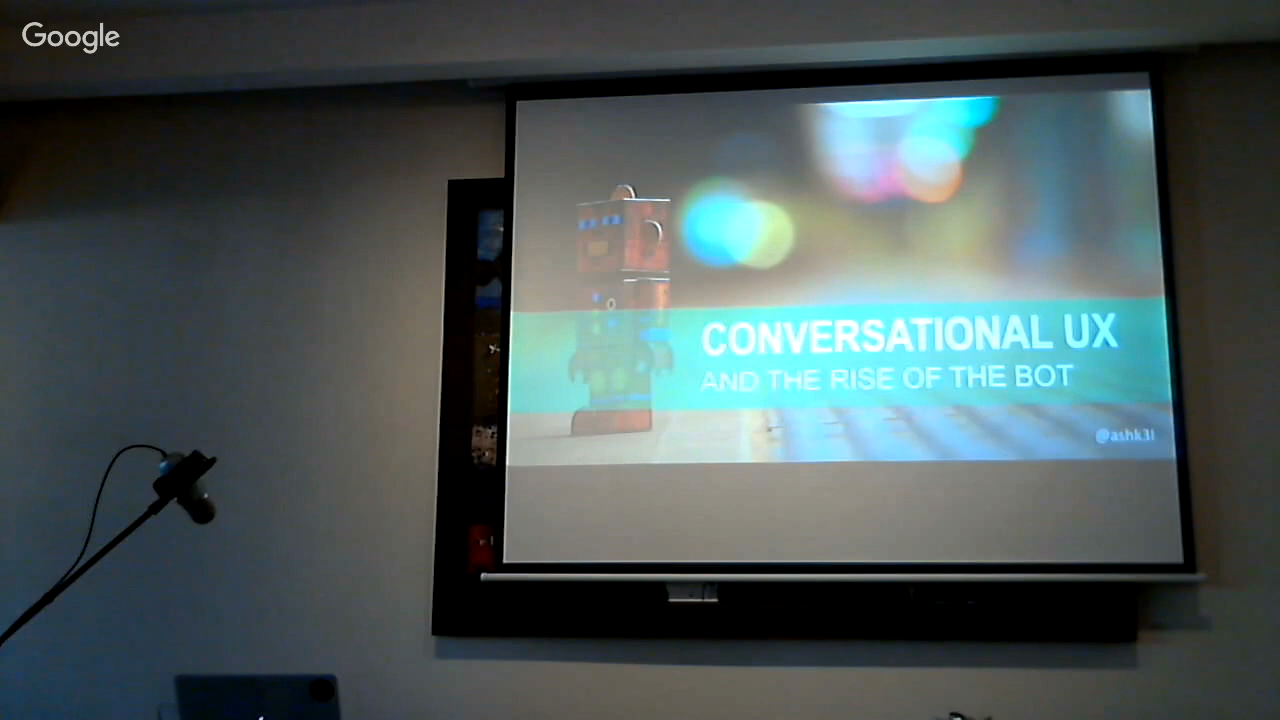 Google
CONVERSATIONAL UX
AND THE RISE OF THE BOT
@ashk3l